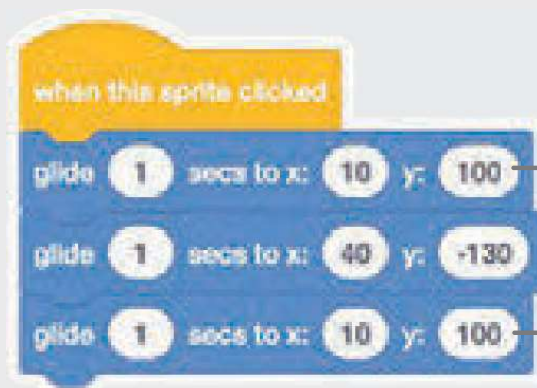 when this sprite clicked
glide 1 secs to x: 10 y: 100
glide 1 secs to x: 40 y: -130
glide 1 secs to x: 10 y: 100